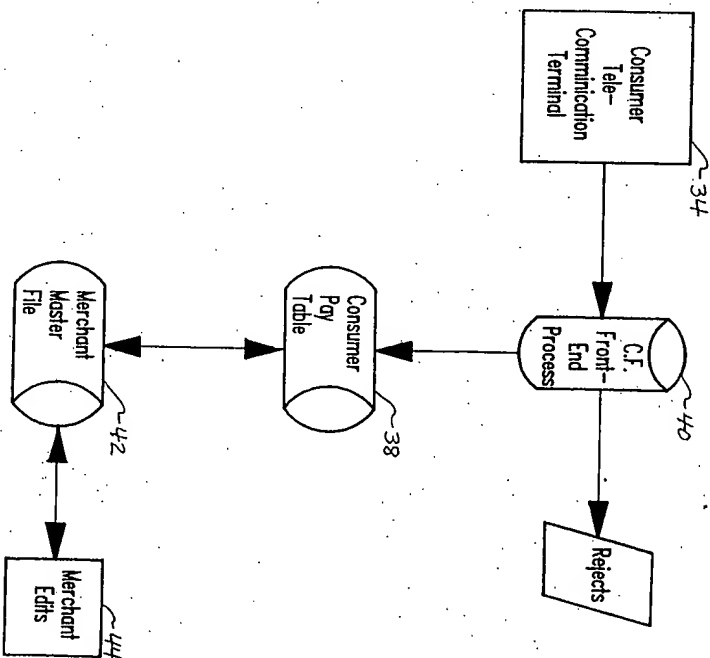 34
Consumer
Tele-
Comminication
Terminal
40
C.F.
Front-
End
Process
Rejects
38
Consumer
Pay
Table
42
Merchant
Master
File
44
Merchant
Edits